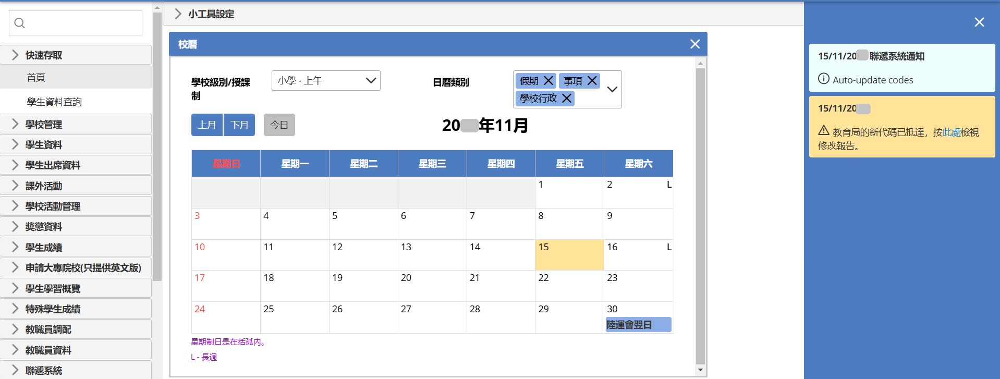 小工具設定
快速存取
首頁
學生資料查詢
學校管理
學生資料
學生出席資料
課外活動
學校活動管理
獎懲資料
學生成績
申請大專院校(只提供英文版)
學生學習概覽
特殊學生成績
教職員調配
教職員資料
聯遞系統
校曆
學校級別/授課
制
小學 - 上午
日曆類別
假期
事項
學校行政
上月
下月
今日
20 年11月
星期日 星期一 星期二 星期三 星期四 星期五 星期六
1 2 L
3 4 5 6 7 8 9
10 11 12 13 14 15 16 L
17 18 19 20 21 22 23
24 25 26 27 28 29 30
陸運會翌日
星期制日是在括孤內。
L - 長週
15/11/20 聯遞系統通知
Auto-update codes
15/11/20
教育局的新代碼已抵達，按此處檢視
修改報告。